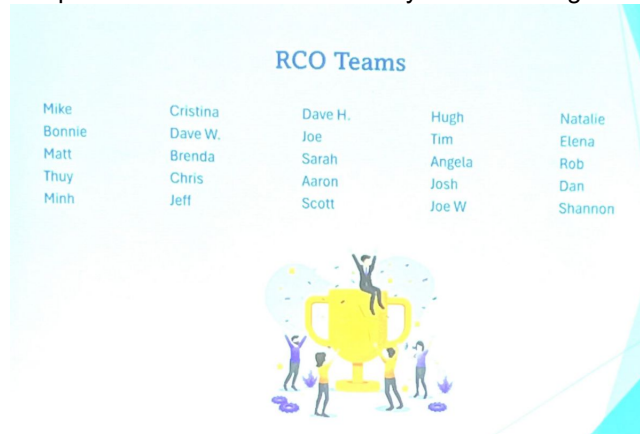 RCO Teams
Mike
Bonnie
Matt
Thuy
Minh
Cristina
Dave W.
Brenda
Chris
Jeff
Dave H.
Joe
Sarah
Aaron
Scott
Hugh
Tim
Angela
Josh
Joe W
Natalie
Elena
Rob
Dan
Shannon